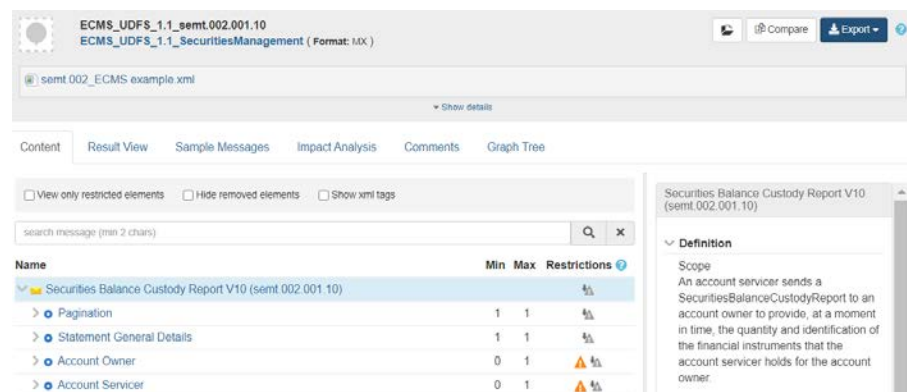 ECMS_UDFS_1.1_semt.002.001.10
ECMS_UDFS_1.1_SecuritiesManagement ( Format: MX )
Compare
Export
semt.002_ECMS example.xml
Show details
Content
Result View
Sample Messages
Impact Analysis
Comments
Graph Tree
View only restricted elements
Hide removed elements
Show xml tags
search message (min 2 chars)
Name Min Max Restrictions
Securities Balance Custody Report V10 (semt.002.001.10)
Pagination 1 1
Statement General Details 1 1
Account Owner 0 1
Account Servicer 0 1
Securities Balance Custody Report V10
(semt.002.001.10)
Definition
Scope
An account servicer sends a
SecuritiesBalanceCustodyReport to an
account owner to provide, at a moment
in time, the quantity and identification of
the financial instruments that the
account servicer holds for the account
owner.